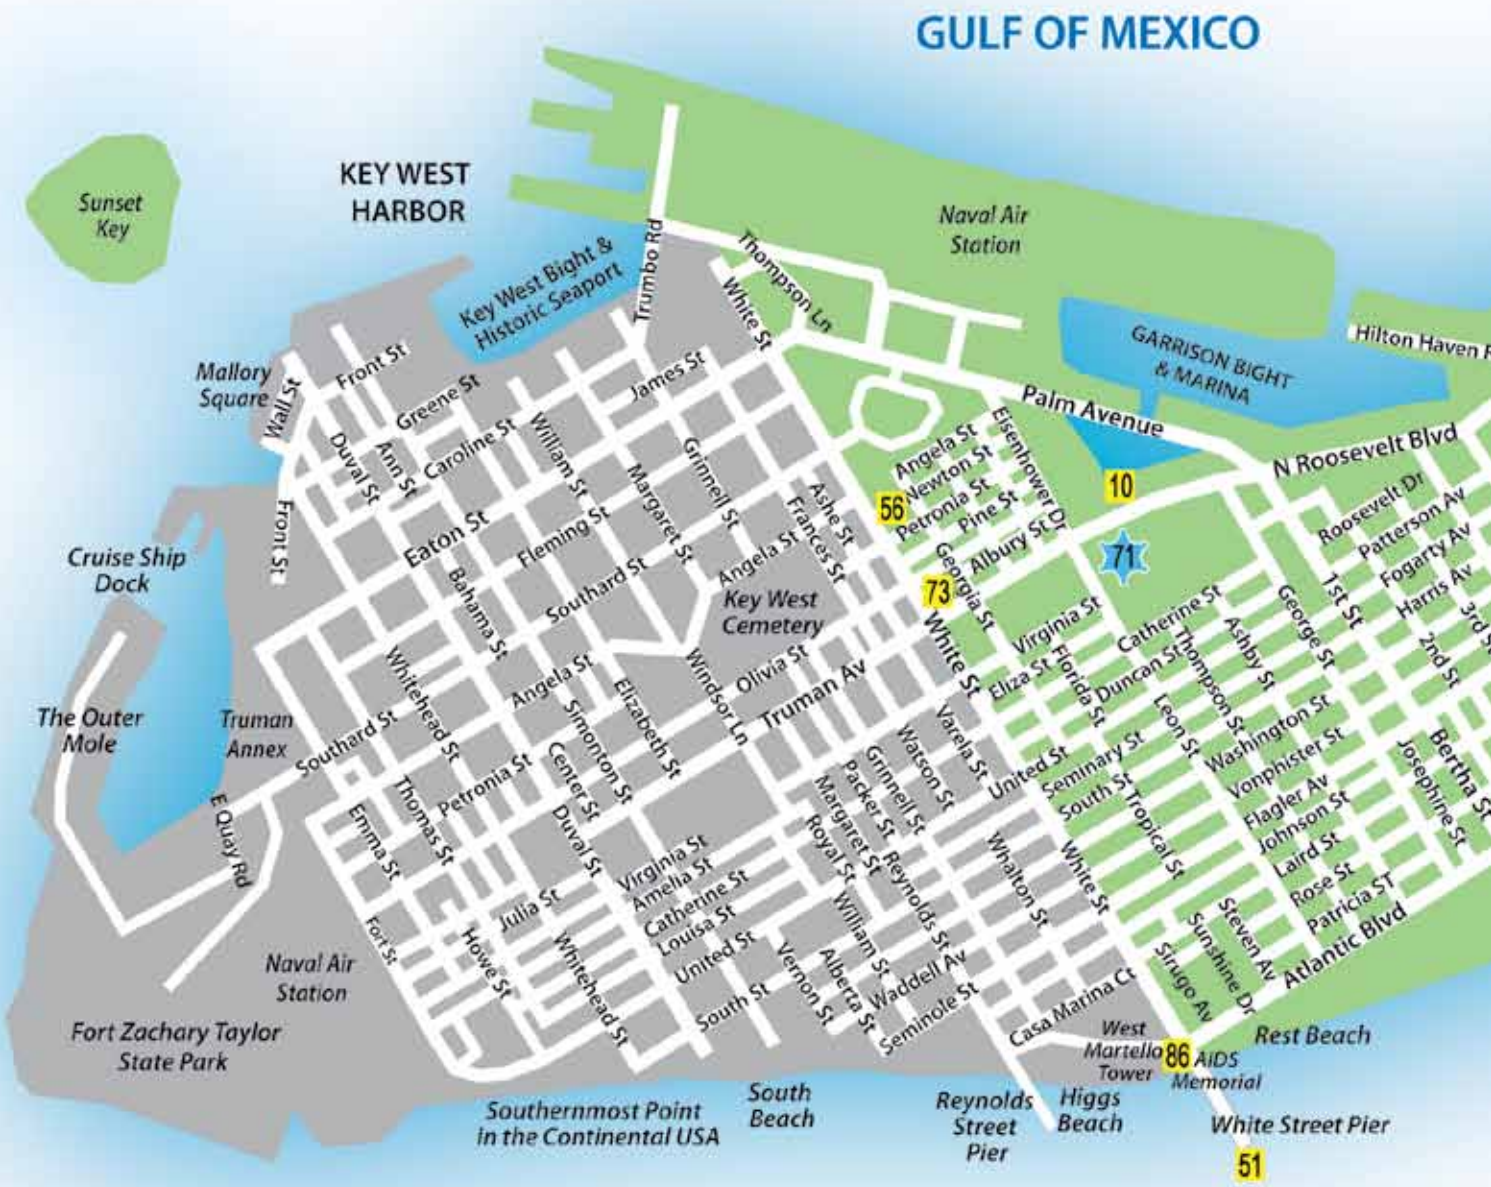 GULF OF MEXICO
KEY WEST
HARBOR
Sunset
Key
Naval Air
Station
Key West Bight &
Historic Seaport
Trumbo Rd
Thompson Ln
White St
GARRISON BIGHT
& MARINA
Hilton Haven R
Mallory
Square
Wall St
Front St
Greene St
Caroline St
James St
Palm Avenue
N Roosevelt Blvd
Duval St
Ann St
William St
Margaret St
Grinnell St
Eisenhower Dr
Angela St
Newton St
Petronia St
Pine St
Albury St
10
56
71
73
Roosevelt Dr
Patterson Av
Fogarty Av
Harris Av
3rd S
Front St
Eaton St
Fleming St
Southard St
Angela St
Ashe St
Frances St
Georgia St
Cruise Ship
Dock
Bahama St
Key West
Cemetery
White St
Virginia St
Catherine St
George St
1st St
2nd St
Eliza St
Florida St
Duncan St
Thompson St
Ashby St
The Outer
Mole
Truman
Annex
Southard St
Whitehead St
Angela St
Simonton St
Elizabeth St
Windsor Ln
Olivia St
Truman Av
Leon St
Washington St
Vonphister St
Flagler Av
Johnson St
Laird St
Rose St
Patricia ST
Atlantic Blvd
Josephine St
Bertha St
E Quay Rd
Emma St
Thomas St
Petronia St
Center St
Duval St
Varela St
Watson St
Grinnell St
Packer St
Margaret St
Royal St
United St
Seminary St
South St
Tropical St
Virginia St
Amelia St
Catherine St
Louisa St
United St
South St
Reynolds St
William St
Whalton St
White St
Fort St
Howe St
Julia St
Whitehead St
Vernon St
Alberta St
Waddell Av
Seminole St
Casa Marina Ct
Sirugo Av
Sunshine Dr
Steven Av
Naval Air
Station
Fort Zachary Taylor
State Park
West
Martello
Tower
86
AIDS
Memorial
Rest Beach
Southernmost Point
in the Continental USA
South
Beach
Reynolds
Street
Pier
Higgs
Beach
White Street Pier
51